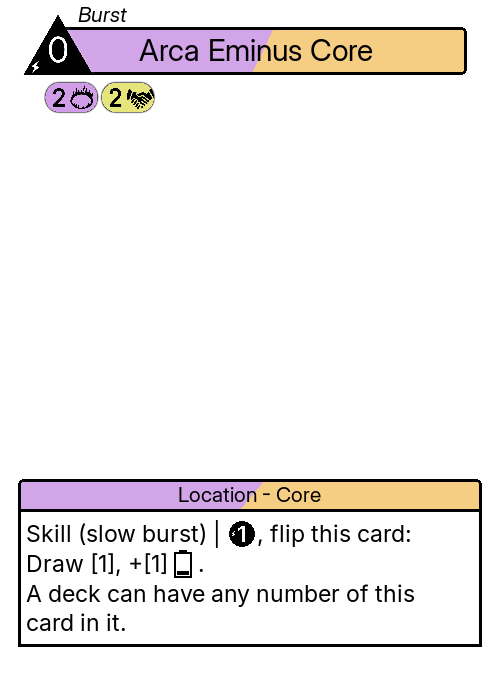 Burst
0 Arca Eminus Core
2 2
Location - Core
Skill (slow burst) | 1, flip this card:
Draw [1], +[1] .
A deck can have any number of this
card in it.